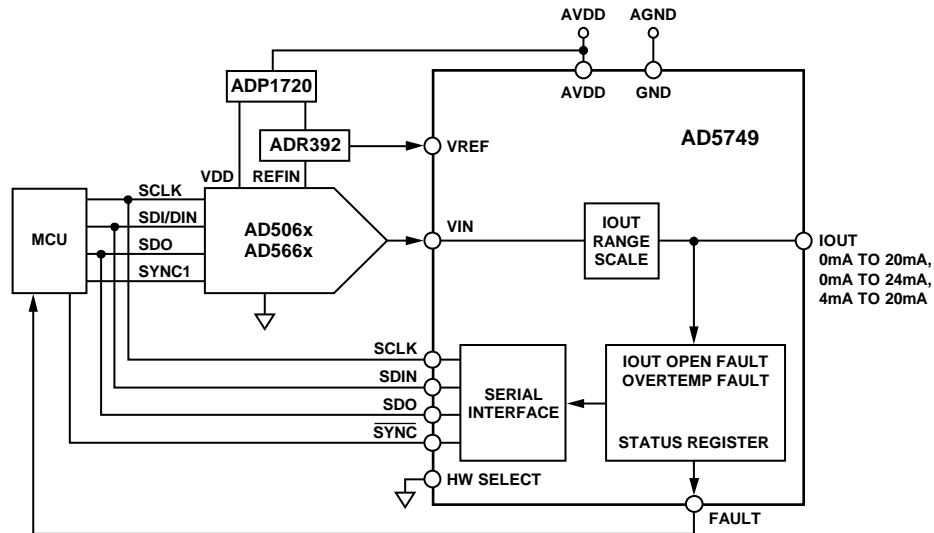 AVDD
AGND
ADP1720
AVDD
GND
AD5749
ADR392
VREF
VDD
REFIN
MCU
SCLK
SDI/DIN
SDO
SYNC1
AD506x
AD566x
VIN
IOUT
RANGE
SCALE
IOUT
0mA TO 20mA,
0mA TO 24mA,
4mA TO 20mA
SCLK
SDIN
SDO
SYNC
SERIAL
INTERFACE
IOUT OPEN FAULT
OVERTEMP FAULT
STATUS REGISTER
HW SELECT
FAULT